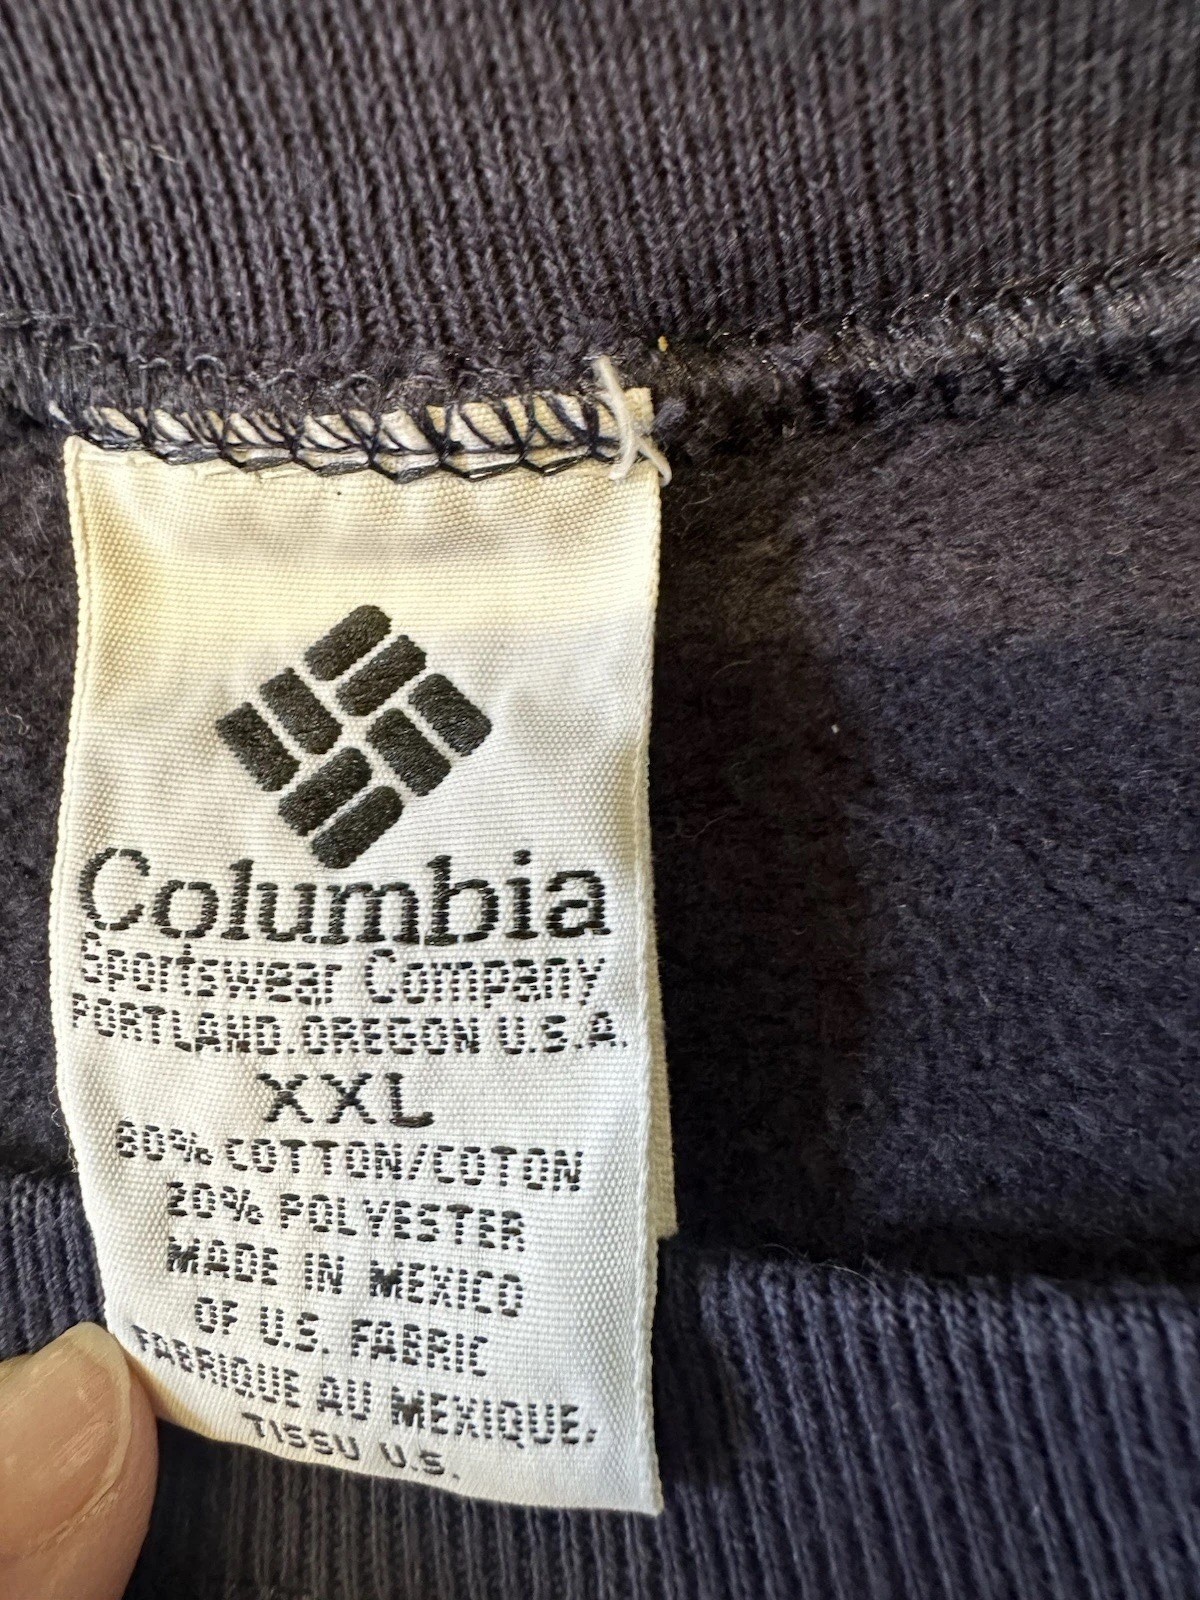 Columbia
Sportswear Company
PORTLAND.OREGON U.S.A.
XXL
80% COTTON/COTON
20% POLYESTER
MADE IN MEXICO
OF U.S. FABRIC
FABRIQUE AU MEXIQUE,
TISSU U.S.